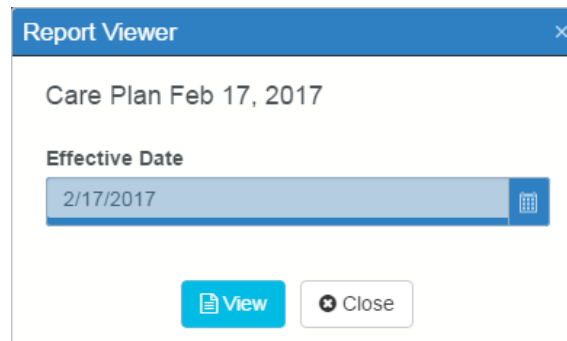 Report Viewer ×
Care Plan Feb 17, 2017
Effective Date
2/17/2017
View Close